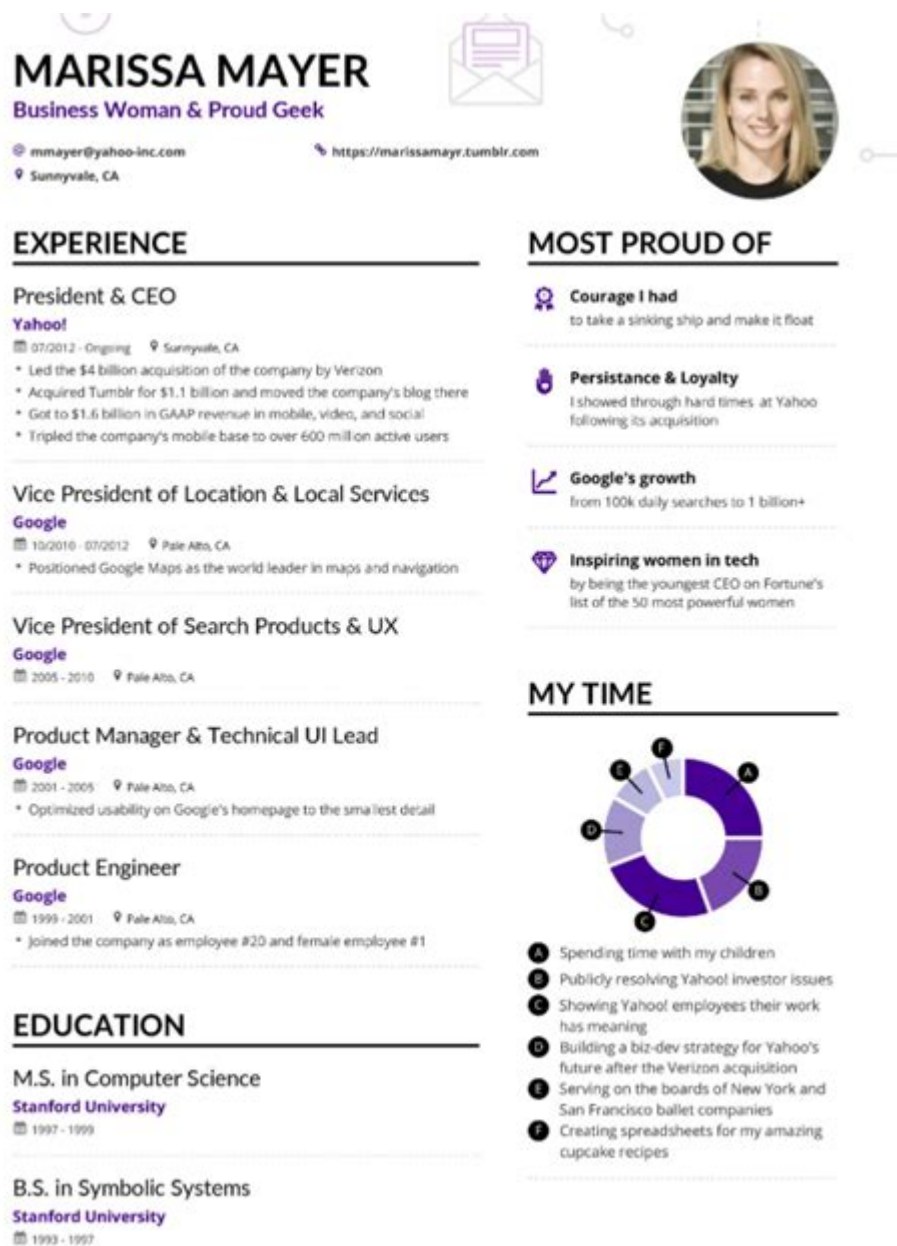 MARISSA MAYER
Business Woman & Proud Geek
@ mmayer@yahoo-inc.com
https://marissamayr.tumblr.com
Sunnyvale, CA
EXPERIENCE
President & CEO
Yahoo!
07/2012 - Ongoing Sunnyvale, CA
• Led the $4 billion acquisition of the company by Verizon
• Acquired Tumblr for $1.1 billion and moved the company's blog there
• Got to $1.6 billion in GAAP revenue in mobile, video, and social
• Tripled the company's mobile base to over 600 million active users
Vice President of Location & Local Services
Google
10/2010 - 07/2012 Pale Alto, CA
• Positioned Google Maps as the world leader in maps and navigation
Vice President of Search Products & UX
Google
2005 - 2010 Pale Alto, CA
Product Manager & Technical UI Lead
Google
2001 - 2005 Pale Alto, CA
• Optimized usability on Google's homepage to the smallest detail
Product Engineer
Google
1999 - 2001 Pale Alto, CA
• Joined the company as employee #20 and female employee #1
EDUCATION
M.S. in Computer Science
Stanford University
1997 - 1999
B.S. in Symbolic Systems
Stanford University
1993 - 1997
MOST PROUD OF
Courage I had
to take a sinking ship and make it float
Persistance & Loyalty
I showed through hard times at Yahoo
following its acquisition
Google's growth
from 100k daily searches to 1 billion+
Inspiring women in tech
by being the youngest CEO on Fortune's
list of the 50 most powerful women
MY TIME
F
E
A
D
B
C
A Spending time with my children
B Publicly resolving Yahoo! investor issues
C Showing Yahoo! employees their work
has meaning
D Building a biz-dev strategy for Yahoo's
future after the Verizon acquisition
E Serving on the boards of New York and
San Francisco ballet companies
F Creating spreadsheets for my amazing
cupcake recipes